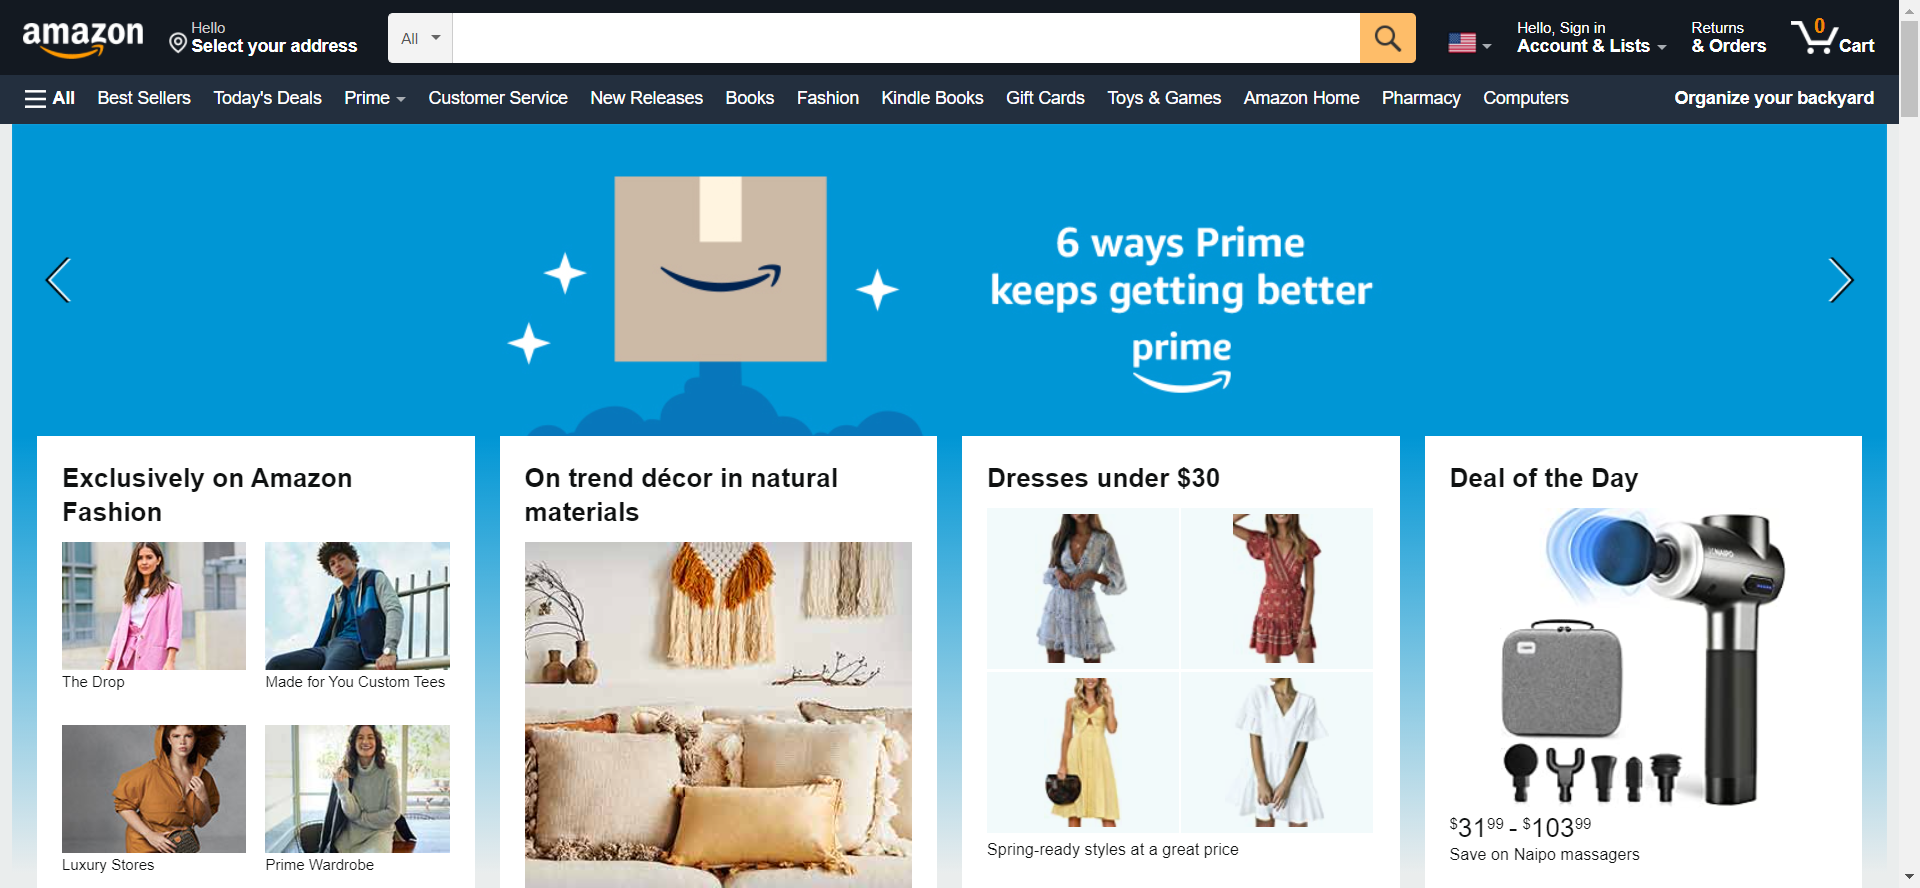 amazon
Hello
Select your address
All
Hello, Sign in
Account & Lists
Returns
& Orders
0
Cart
All
Best Sellers
Today's Deals
Prime
Customer Service
New Releases
Books
Fashion
Kindle Books
Gift Cards
Toys & Games
Amazon Home
Pharmacy
Computers
Organize your backyard
6 ways Prime
keeps getting better
prime
Exclusively on Amazon
Fashion
The Drop
Made for You Custom Tees
Luxury Stores
Prime Wardrobe
On trend décor in natural
materials
Dresses under $30
Spring-ready styles at a great price
Deal of the Day
NAIPO
$3199 - $10399
Save on Naipo massagers